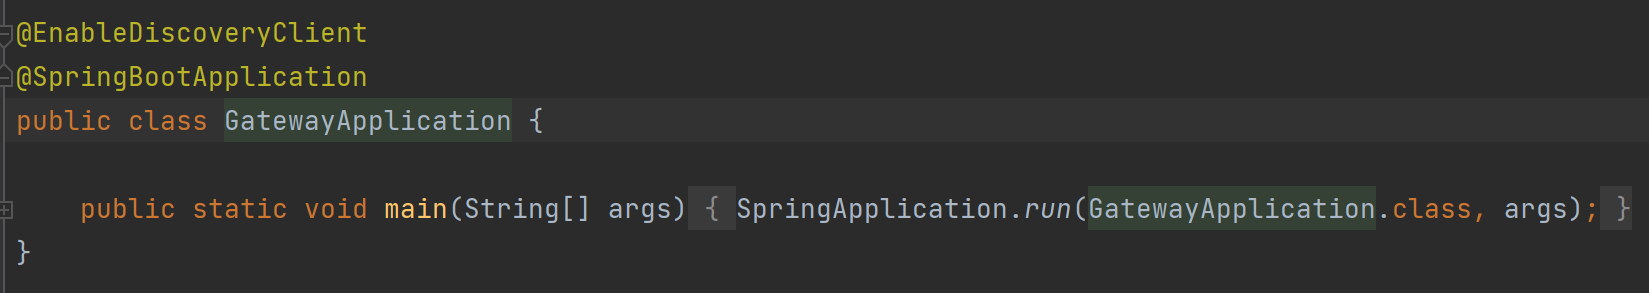 @EnableDiscoveryClient
@SpringBootApplication
public class GatewayApplication {
public static void main(String[] args) { SpringApplication.run(GatewayApplication.class, args); }
}